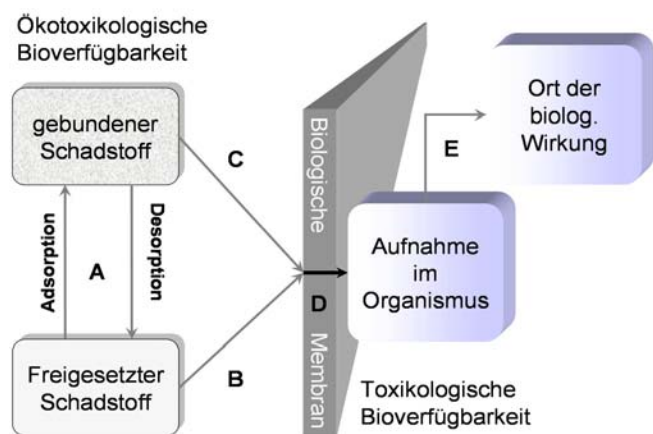 Ökotoxikologische
Bioverfügbarkeit
gebundener
Schadstoff
Adsorption
A
Desorption
Freigesetzter
Schadstoff
C
B
Biologische
Membran
D
Aufnahme
im
Organismus
E
Ort der
biolog.
Wirkung
Toxikologische
Bioverfügbarkeit